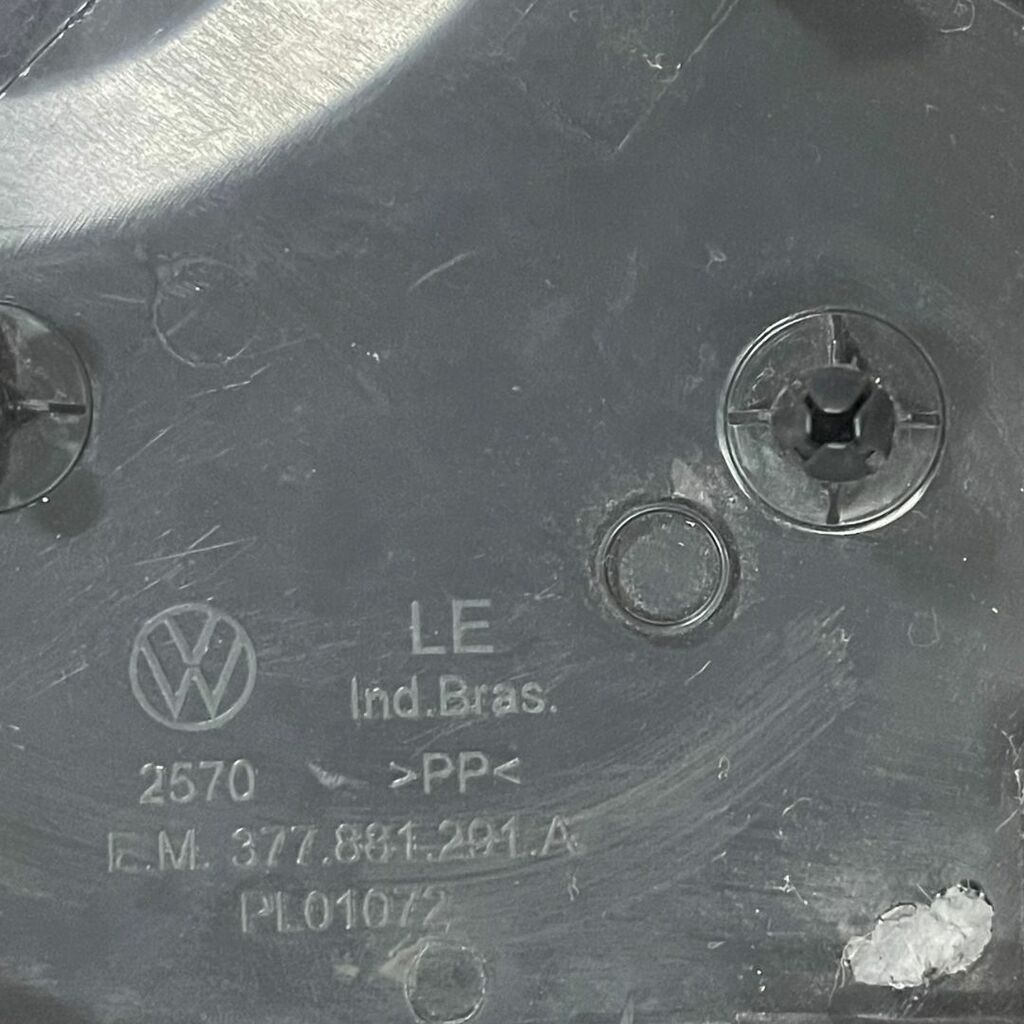 LE
Ind.Bras.
2570 >PP<
E.M. 377.881.291.A
PL01072